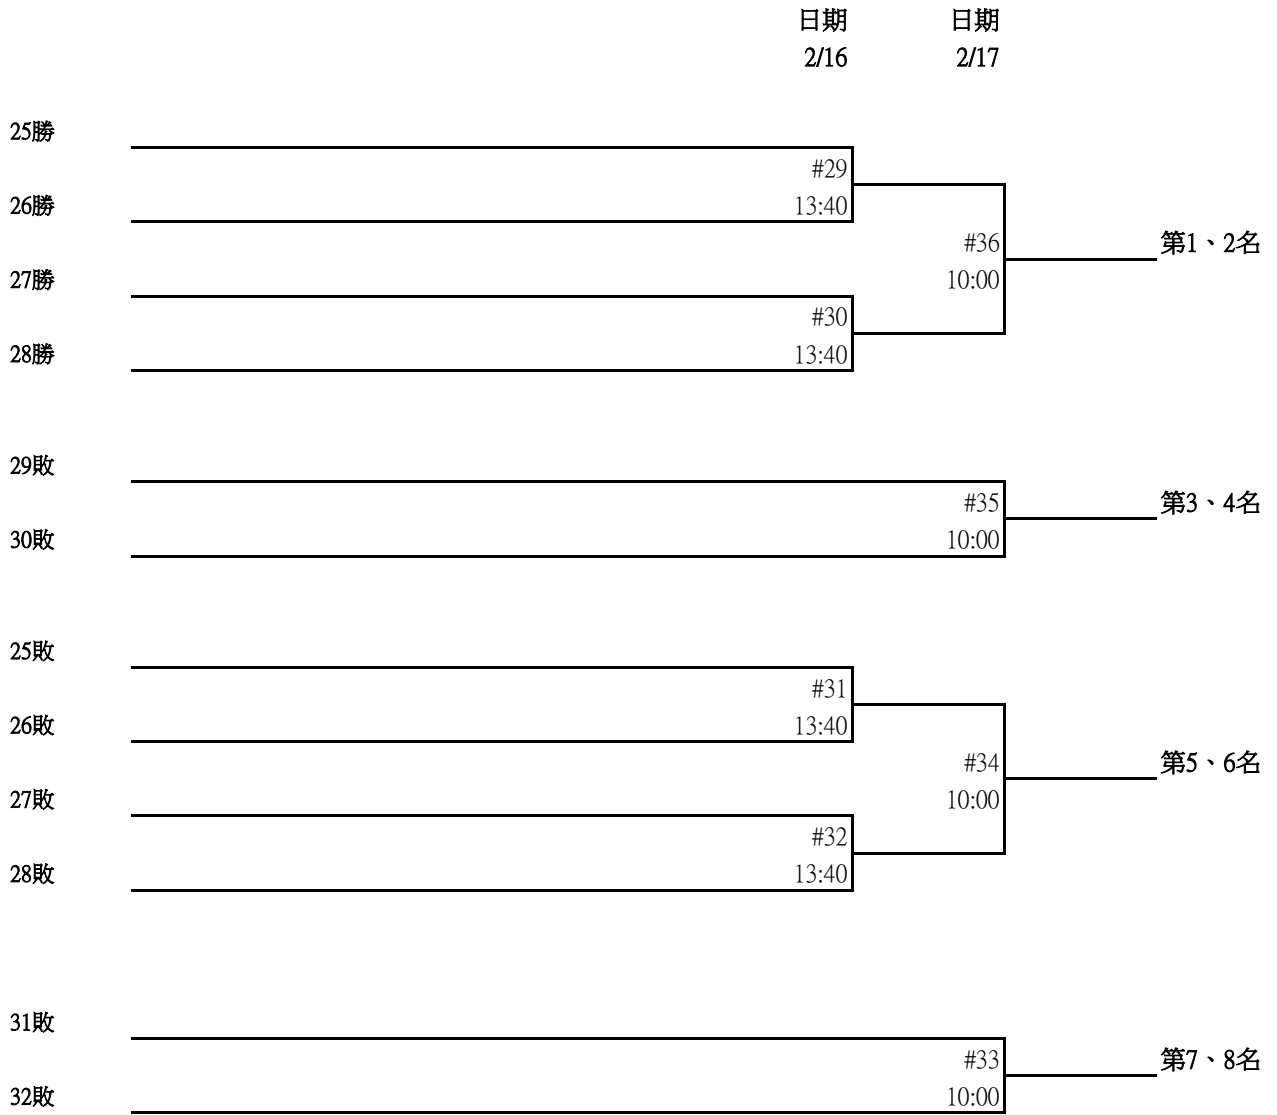 日期 日期
2/16 2/17
25勝
#29
26勝 13:40
#36 第1、2名
27勝 10:00
#30
28勝 13:40
29敗
#35 第3、4名
30敗 10:00
25敗
#31
26敗 13:40
#34 第5、6名
27敗 10:00
#32
28敗 13:40
31敗
#33 第7、8名
32敗 10:00